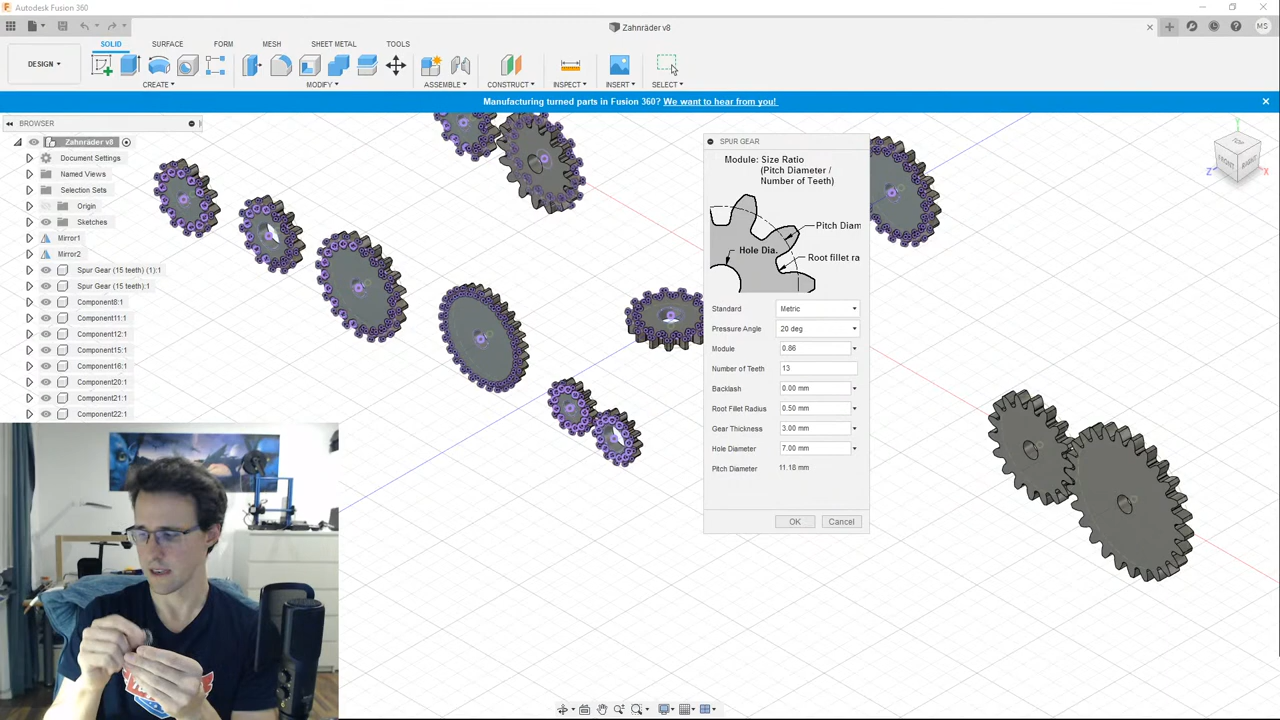 Autodesk Fusion 360
Zahnräder v8
MS
SOLID
SURFACE
FORM
MESH
SHEET METAL
TOOLS
DESIGN
CREATE
MODIFY
ASSEMBLE
CONSTRUCT
INSPECT
INSERT
SELECT
Manufacturing turned parts in Fusion 360? We want to hear from you!
BROWSER
Zahnräder v8
Document Settings
Named Views
Selection Sets
Origin
Sketches
Mirror1
Mirror2
Spur Gear (15 teeth) (1):1
Spur Gear (15 teeth):1
Component8:1
Component11:1
Component12:1
Component15:1
Component16:1
Component20:1
Component21:1
Component22:1
SPUR GEAR
Module: Size Ratio
(Pitch Diameter /
Number of Teeth)
Pitch Diam
Hole Dia.
Root fillet ra
Standard Metric
Pressure Angle 20 deg
Module 0.86
Number of Teeth 13
Backlash 0.00 mm
Root Fillet Radius 0.50 mm
Gear Thickness 3.00 mm
Hole Diameter 7.00 mm
Pitch Diameter 11.18 mm
OK Cancel
Y
TOP
FRONT
RIGHT
Z
X